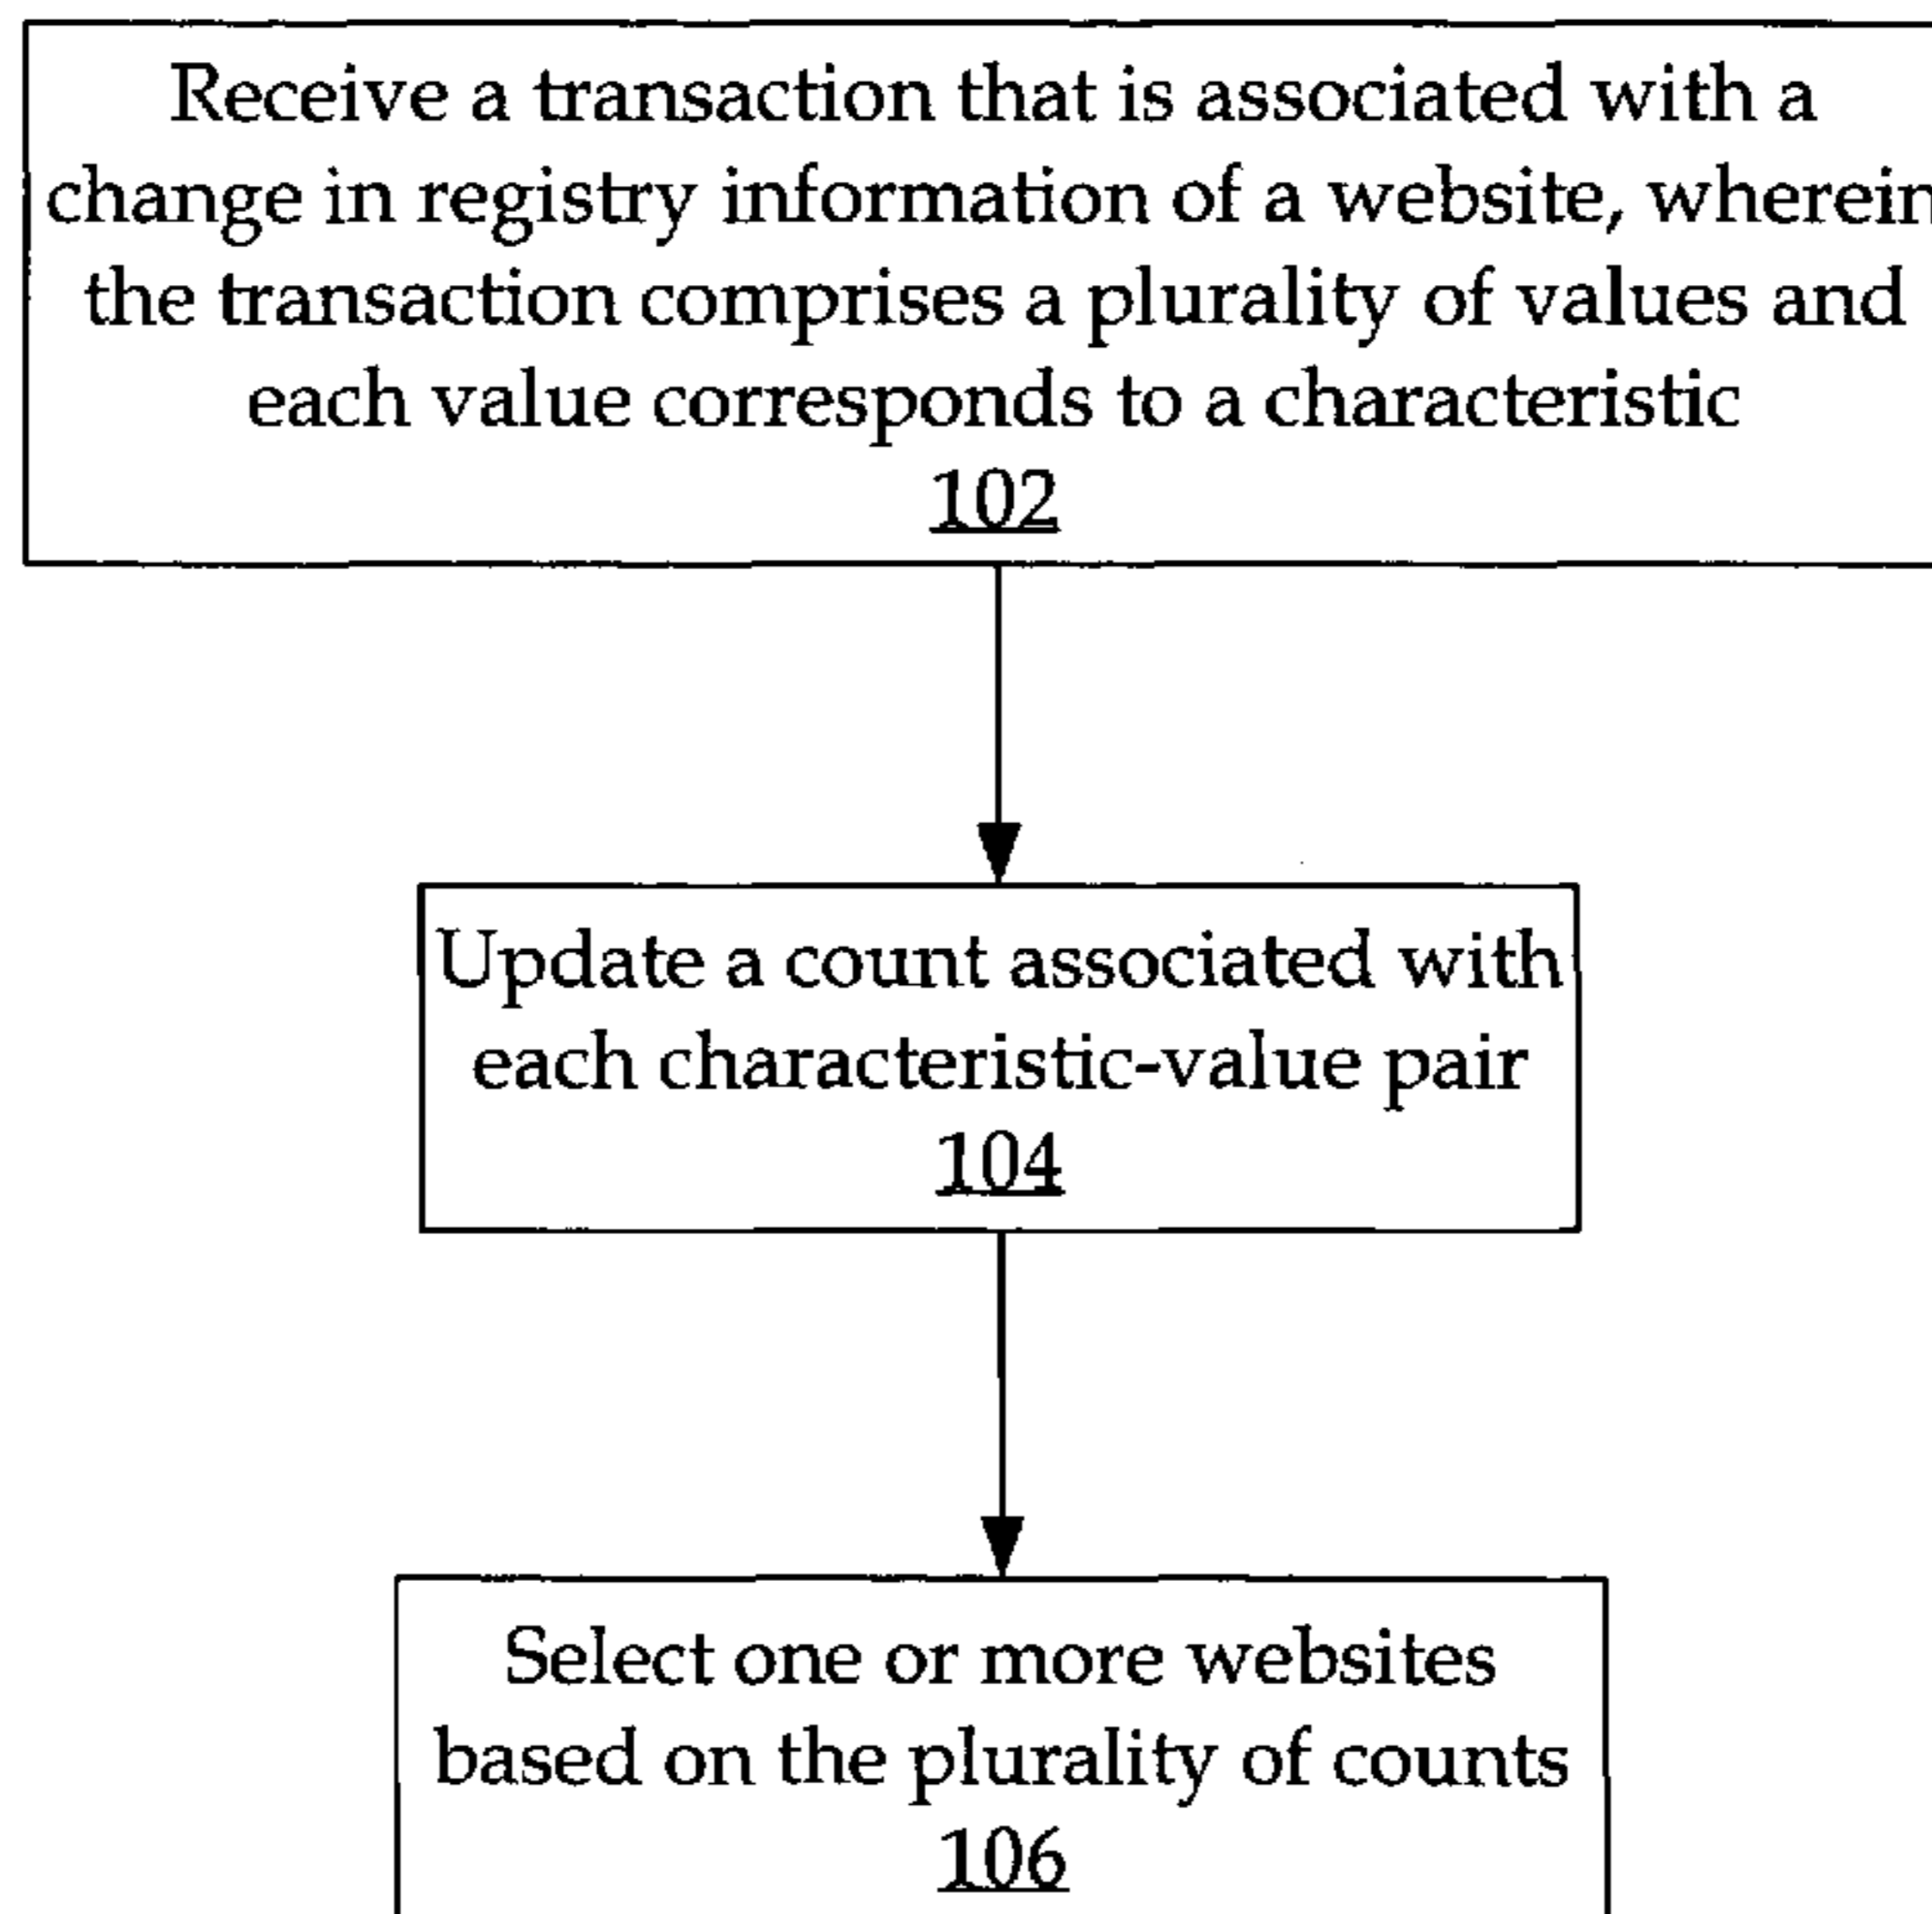 Receive a transaction that is associated with a
change in registry information of a website, wherein
the transaction comprises a plurality of values and
each value corresponds to a characteristic
102
Update a count associated with
each characteristic-value pair
104
Select one or more websites
based on the plurality of counts
106